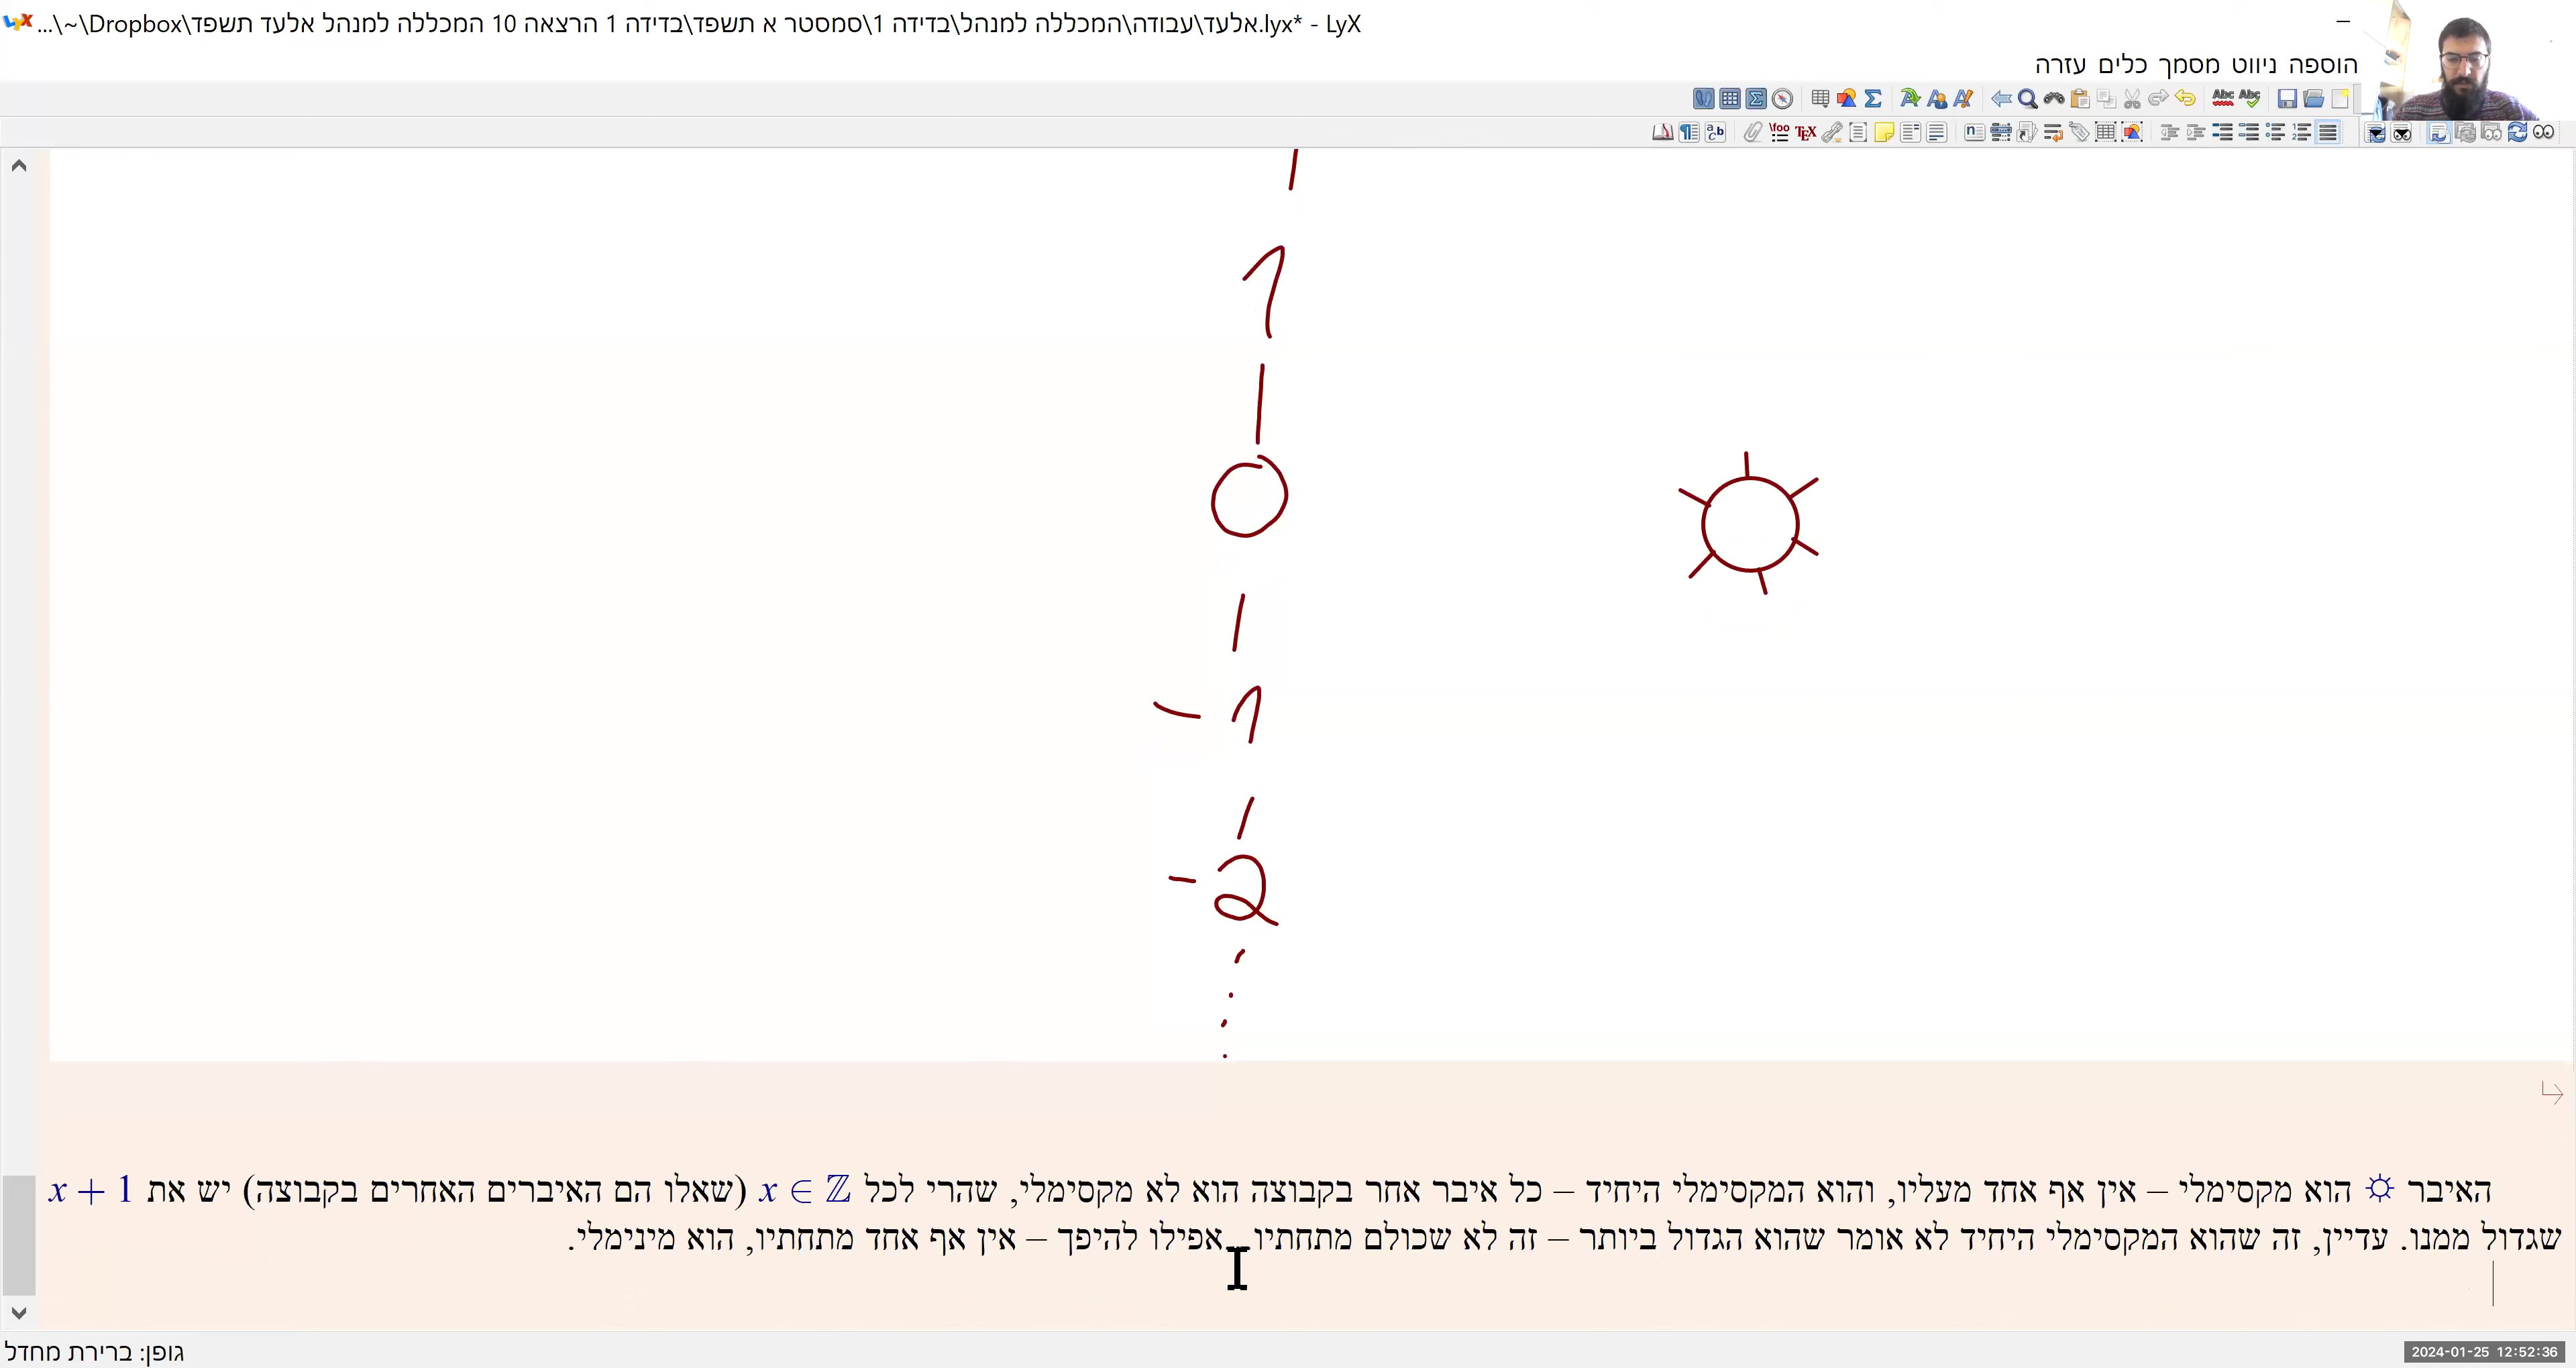 ...\~\Dropbox\אלעד\עבודה\המכללה למנהל\בדידה 1\סמסטר א תשפד\בדידה 1 הרצאה 10 המכללה למנהל אלעד תשפד.lyx* - LyX
הוספה ניווט מסמך כלים עזרה
1
0
-1
-2
האיבר ☼ הוא מקסימלי – אין אף אחד מעליו, והוא המקסימלי היחיד – כל איבר אחר בקבוצה הוא לא מקסימלי, שהרי לכל x ∈ ℤ (שאלו הם האיברים האחרים בקבוצה) יש את x + 1
שגדול ממנו. עדיין, זה שהוא המקסימלי היחיד לא אומר שהוא הגדול ביותר – זה לא שכולם מתחתיו, אפילו להיפך – אין אף אחד מתחתיו, הוא מינימלי.
גופן: ברירת מחדל
2024-01-25 12:52:36